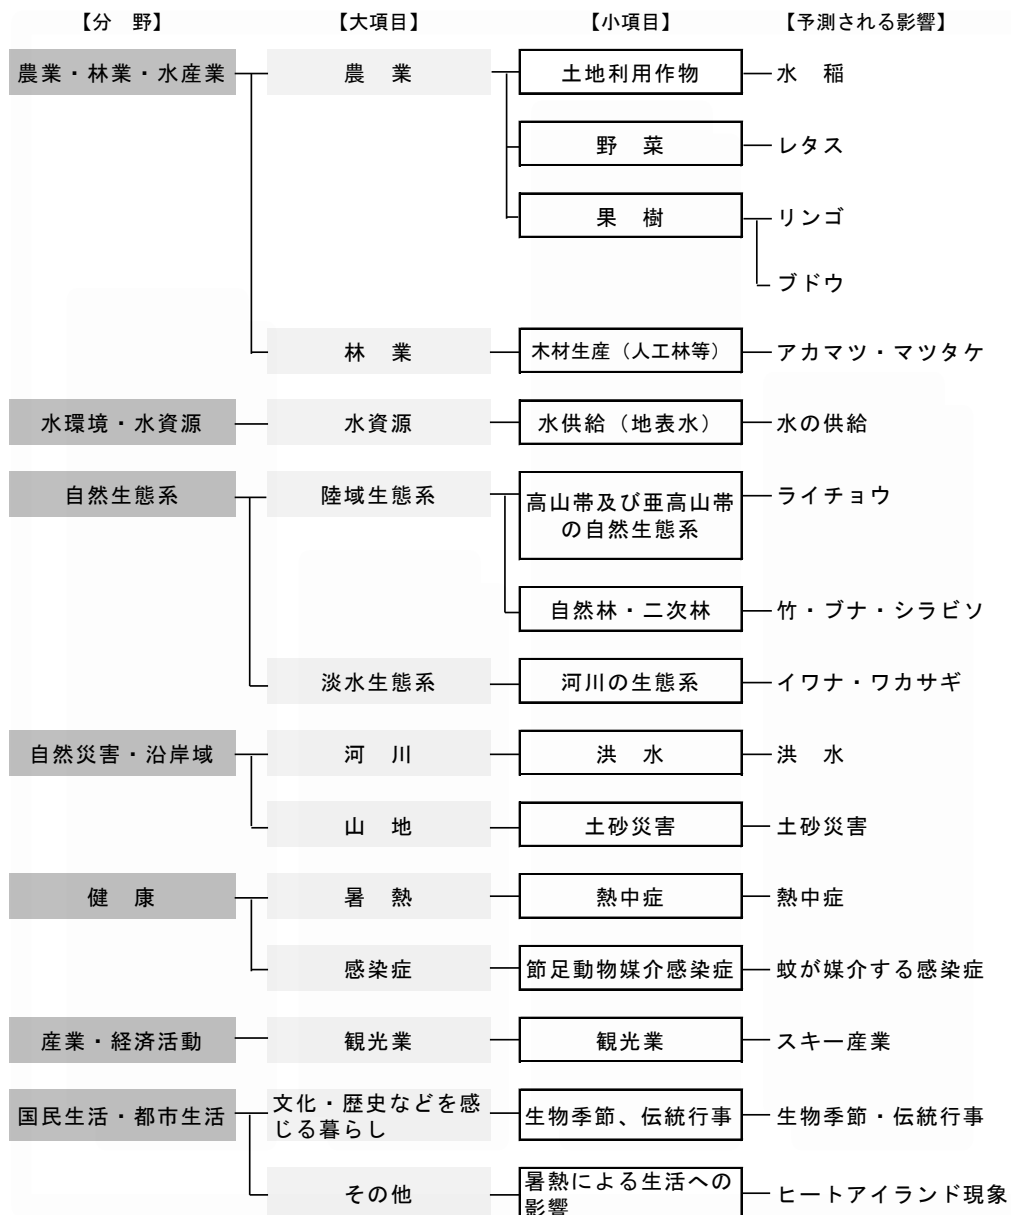 【分　野】 【大項目】 【小項目】 【予測される影響】
農業・林業・水産業 農　業 土地利用作物 水　稲
野　菜 レタス
果　樹 リンゴ
ブドウ
林　業 木材生産（人工林等） アカマツ・マツタケ
水環境・水資源 水資源 水供給（地表水） 水の供給
自然生態系 陸域生態系 高山帯及び亜高山帯 ライチョウ
の自然生態系
自然林・二次林 竹・ブナ・シラビソ
淡水生態系 河川の生態系 イワナ・ワカサギ
自然災害・沿岸域 河　川 洪　水 洪　水
山　地 土砂災害 土砂災害
健　康 暑　熱 熱中症 熱中症
感染症 節足動物媒介感染症 蚊が媒介する感染症
産業・経済活動 観光業 観光業 スキー産業
国民生活・都市生活 文化・歴史などを感 生物季節、伝統行事 生物季節・伝統行事
じる暮らし
その他 暑熱による生活への ヒートアイランド現象
影響